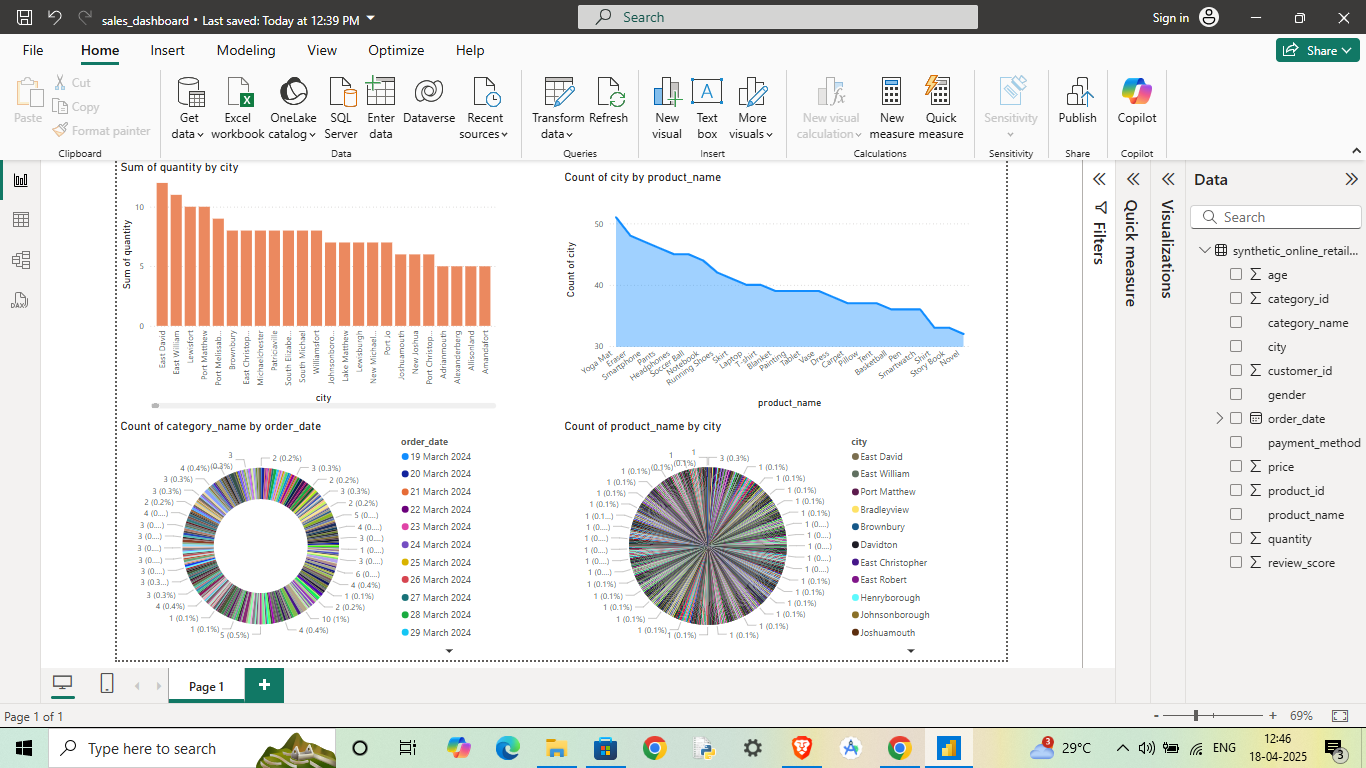 sales_dashboard • Last saved: Today at 12:39 PM
Search
Sign in
File Home Insert Modeling View Optimize Help
Share
Paste
Cut
Copy
Format painter
Get data
Excel workbook
OneLake catalog
SQL Server
Enter data
Dataverse
Recent sources
Transform data
Refresh
New visual
Text box
More visuals
New visual calculation
New measure
Quick measure
Sensitivity
Publish
Copilot
Clipboard
Data
Queries
Insert
Calculations
Sensitivity
Share
Copilot
Sum of quantity by city
Sum of quantity
10
5
0
East David
East William
Lewisfort
Port Matthew
Port Melissab...
Brownbury
East Christop...
Michaelchester
Patriciaville
South Elizabe...
South Michael
Williamsfort
Johnsonboro...
Lake Matthew
Lewisburgh
New Michael...
Port Jo
Joshuamouth
New Joshua
Port Christop...
Adrianmouth
Alexanderberg
Allisonland
Amandafort
city
Count of city by product_name
Count of city
50
40
30
Yoga Mat
Eraser
Smartphone
Pants
Headphones
Soccer Ball
Notebook
Running Shoes
Skirt
Laptop
T-shirt
Blanket
Painting
Tablet
Vase
Dress
Carpet
Pillow
Tent
Basketball
Pen
Smartwatch
Shirt
Story Book
Novel
product_name
Count of category_name by order_date
3
2 (0.2%)
3 (0.3%)
2 (0.2%)
3 (0.3%)
2 (0.2%)
5 (0....)
4 (0....)
3 (0....)
1 (0....)
3 (0....)
6 (0....)
4 (0.4%)
1 (0.1%)
2 (0.2%)
10 (1%)
4 (0.4%)
5 (0.5%)
1 (0.1%)
1 (0.1%)
4 (0.4%)
3 (0.3%)
3 (0.3...)
3 (0....)
3 (0....)
3 (0....)
3 (0....)
4 (0....)
2 (0.2%)
3 (0.3%)
3 (0.3%)
4 (0.4%)
(0.3%)
order_date
19 March 2024
20 March 2024
21 March 2024
22 March 2024
23 March 2024
24 March 2024
25 March 2024
26 March 2024
27 March 2024
28 March 2024
29 March 2024
Count of product_name by city
1
1
3 (0.3%)
1 (0.1%)
1 (0.1%)
1 (0.1%)
1 (0.1%)
1 (0....)
1 (0....)
1 (0....)
1 (0....)
1 (0....)
1 (0.1%)
1 (0.1%)
1 (0.1%)
1 (0.1%)
1 (0.1%)
1 (0.1%)
1 (0.1%)
1 (0.1%)
1 (0.1%)
1 (0.1%)
1 (0.1%)
1 (0....)
1 (0....)
1 (0....)
1 (0....)
1 (0.1...)
1 (0.1%)
1 (0.1%)
1 (0.1%)
(0.1%)
(0.1%)
city
East David
East William
Port Matthew
Bradleyview
Brownbury
Davidton
East Christopher
East Robert
Henryborough
Johnsonborough
Joshuamouth
Filters
Quick measure
Visualizations
Data
Search
synthetic_online_retail...
age
category_id
category_name
city
customer_id
gender
order_date
payment_method
price
product_id
product_name
quantity
review_score
Page 1
Page 1 of 1
69%
Type here to search
3
29°C
ENG
12:46
18-04-2025
3